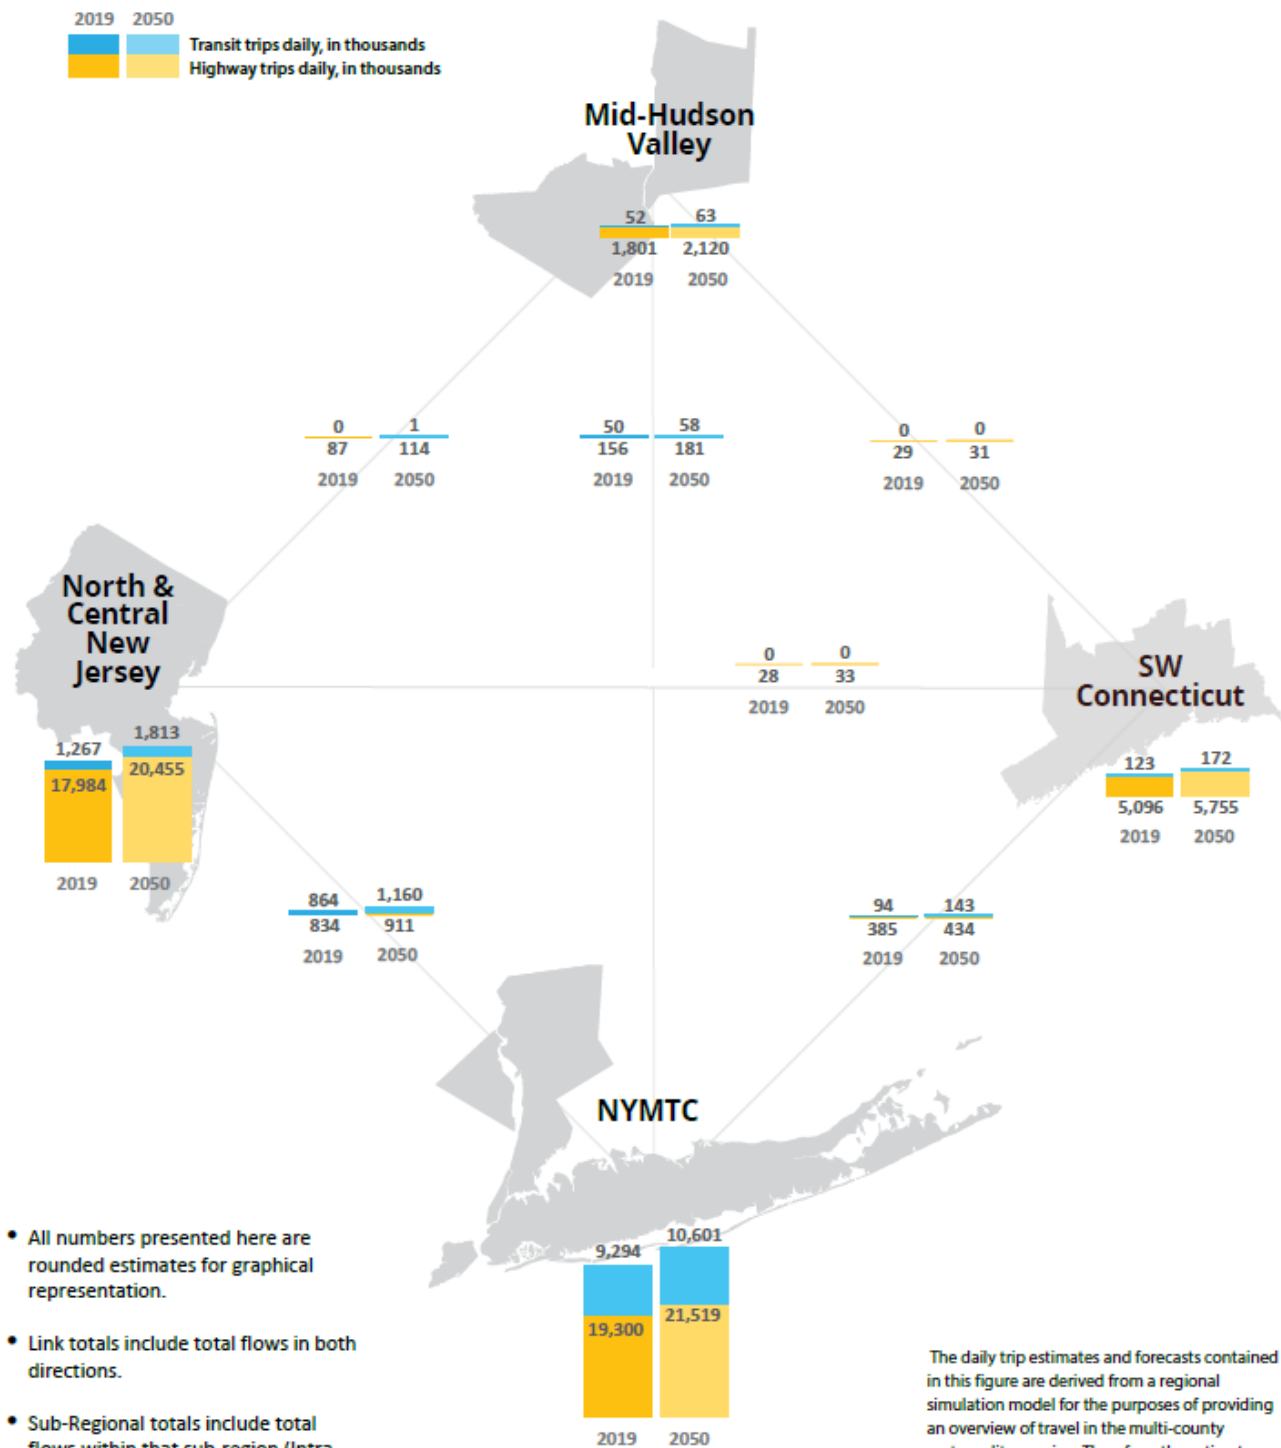 2019 2050
Transit trips daily, in thousands
Highway trips daily, in thousands
Mid-Hudson
Valley
52 63
1,801 2,120
2019 2050
0 1
87 114
2019 2050
50 58
156 181
2019 2050
0 0
29 31
2019 2050
North &
Central
New
Jersey
1,267 1,813
17,984 20,455
2019 2050
0 0
28 33
2019 2050
SW
Connecticut
123 172
5,096 5,755
2019 2050
864 1,160
834 911
2019 2050
94 143
385 434
2019 2050
NYMTC
9,294 10,601
19,300 21,519
2019 2050
• All numbers presented here are
rounded estimates for graphical
representation.
• Link totals include total flows in both
directions.
• Sub-Regional totals include total
flows within that sub-region (Intra
The daily trip estimates and forecasts contained
in this figure are derived from a regional
simulation model for the purposes of providing
an overview of travel in the multi-county